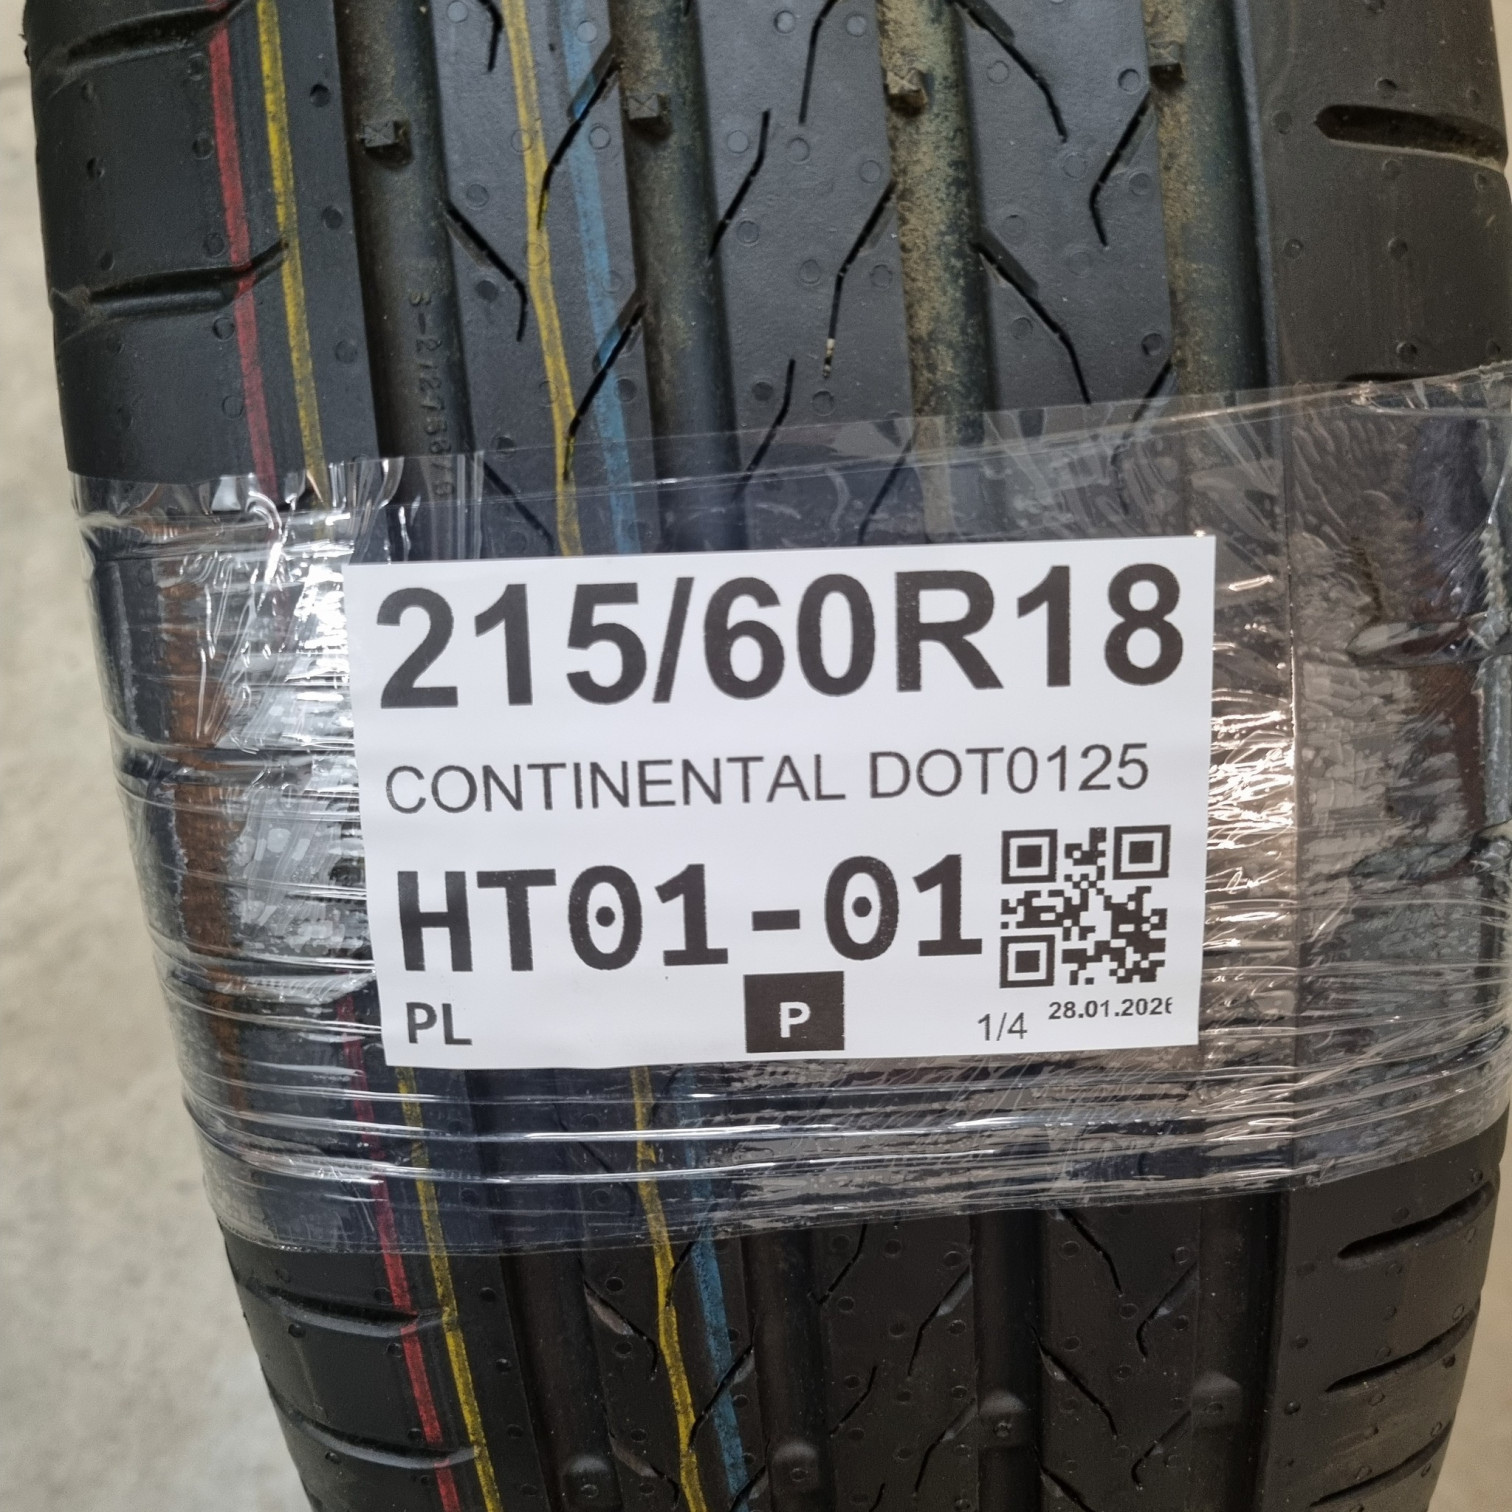 215/60R18
CONTINENTAL DOT0125
HT01-01
PL P 1/4 28.01.2026